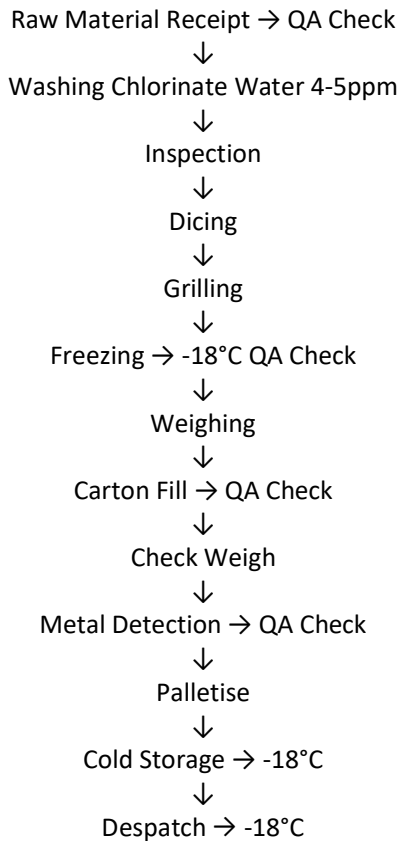 Raw Material Receipt → QA Check
↓
Washing Chlorinate Water 4-5ppm
↓
Inspection
↓
Dicing
↓
Grilling
↓
Freezing → -18°C QA Check
↓
Weighing
↓
Carton Fill → QA Check
↓
Check Weigh
↓
Metal Detection → QA Check
↓
Palletise
↓
Cold Storage → -18°C
↓
Despatch → -18°C